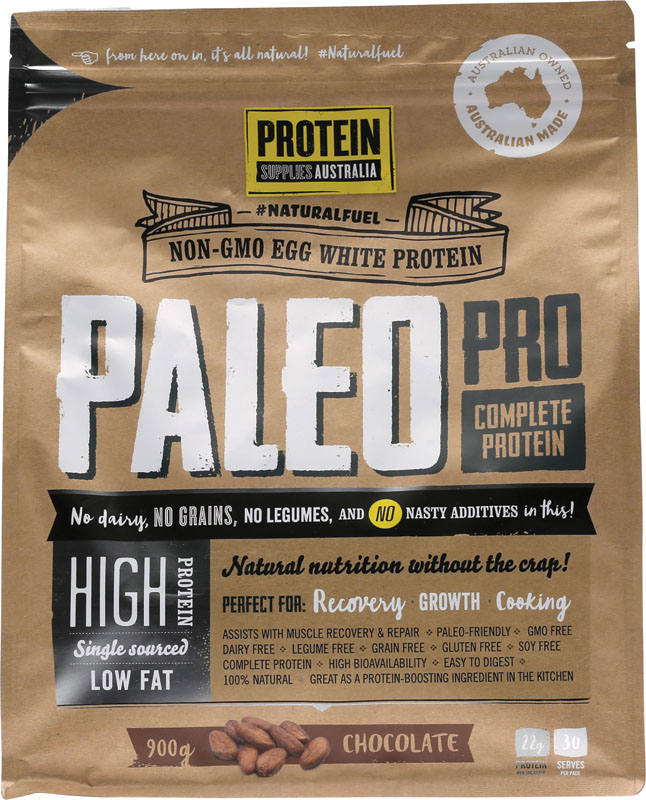 from here on in, it's all natural! #Naturalfuel
AUSTRALIAN OWNED
AUSTRALIAN MADE
PROTEIN
SUPPLIES AUSTRALIA
#NATURALFUEL
NON-GMO EGG WHITE PROTEIN
PALEO
PRO
COMPLETE
PROTEIN
No dairy, NO GRAINS, NO LEGUMES, AND NO NASTY ADDITIVES in this!
HIGH PROTEIN
Single sourced
LOW FAT
Natural nutrition without the crap!
PERFECT FOR: Recovery · GROWTH · Cooking
ASSISTS WITH MUSCLE RECOVERY & REPAIR ❖ PALEO-FRIENDLY ❖ GMO FREE
DAIRY FREE ❖ LEGUME FREE ❖ GRAIN FREE ❖ GLUTEN FREE ❖ SOY FREE
COMPLETE PROTEIN ❖ HIGH BIOAVAILABILITY ❖ EASY TO DIGEST ❖
100% NATURAL ❖ GREAT AS A PROTEIN-BOOSTING INGREDIENT IN THE KITCHEN
900g CHOCOLATE
22g
PROTEIN
30
SERVES
PER PACK